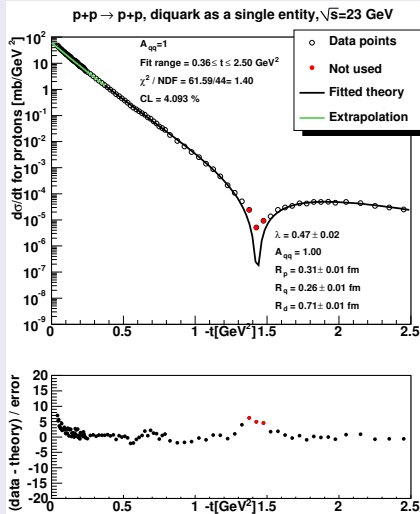 p+p → p+p, diquark as a single entity,√s=23 GeV
A_qq=1
Fit range = 0.36≤ t ≤ 2.50 GeV²
χ² / NDF = 61.59/44= 1.40
CL = 4.093 %
Data points
Not used
Fitted theory
Extrapolation
dσ/dt for protons [mb/GeV²]
10²
10
1
10⁻¹
10⁻²
10⁻³
10⁻⁴
10⁻⁵
10⁻⁶
10⁻⁷
10⁻⁸
10⁻⁹
λ = 0.47± 0.02
A_qq = 1.00
R_p = 0.31± 0.01 fm
R_q = 0.26± 0.01 fm
R_d = 0.71± 0.01 fm
0 0.5 1 -t[GeV²] 1.5 2 2.5
(data - theory) / error
20
15
10
5
0
-5
-10
-15
-20
0 0.5 1 -t[GeV²] 1.5 2 2.5